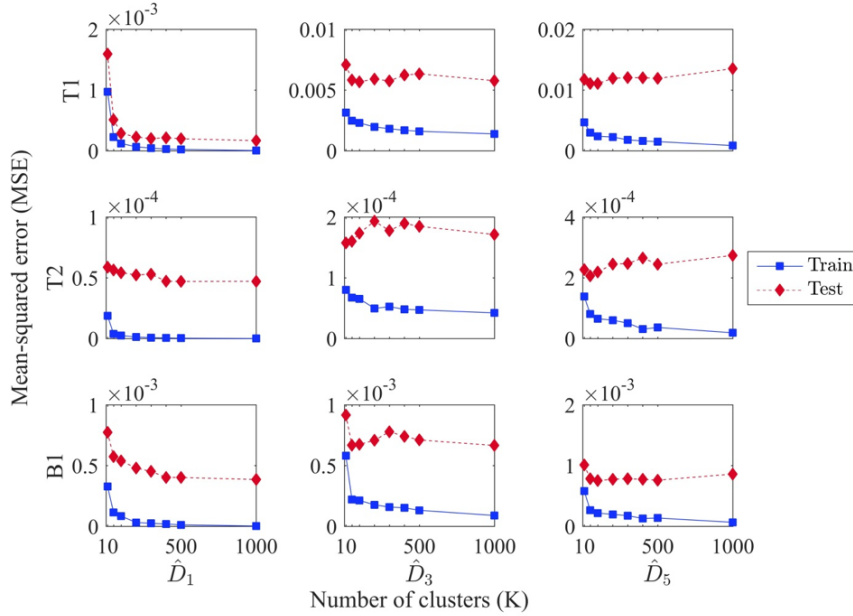 ×10⁻³
2
1
0
T1
0.01
0.005
0
0.02
0.01
0
×10⁻⁴
1
0.5
0
T2
×10⁻⁴
2
1
0
×10⁻⁴
4
2
0
×10⁻³
1
0.5
0
B1
10 500 1000
D̂₁
×10⁻³
1
0.5
0
10 500 1000
D̂₃
×10⁻³
2
1
0
10 500 1000
D̂₅
Mean-squared error (MSE)
Number of clusters (K)
Train
Test